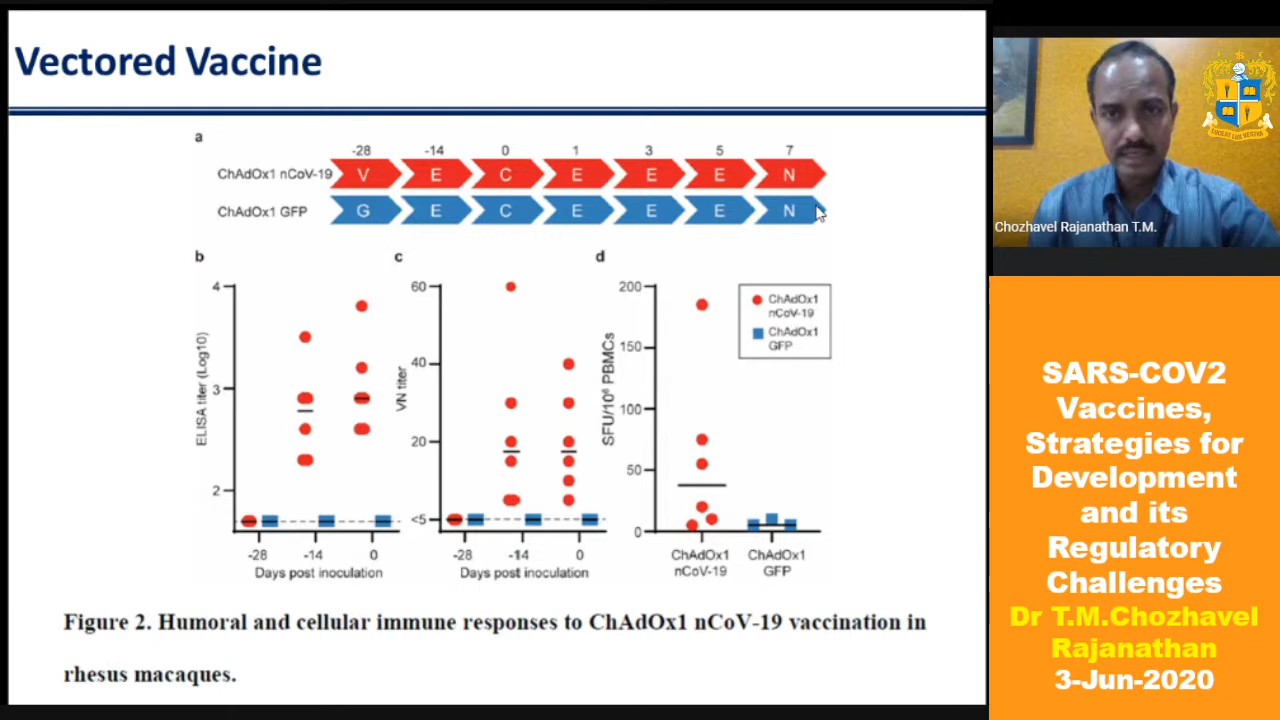 Vectored Vaccine
a
-28 -14 0 1 3 5 7
ChAdOx1 nCoV-19 V E C E E E N
ChAdOx1 GFP G E C E E E N
b
4
3
2
ELISA titer (Log10)
-28 -14 0
Days post inoculation
c
60
40
20
<5
VN titer
-28 -14 0
Days post inoculation
d
200
150
100
50
0
SFU/10⁶ PBMCs
ChAdOx1
nCoV-19
ChAdOx1
GFP
ChAdOx1
nCoV-19
ChAdOx1
GFP
Figure 2. Humoral and cellular immune responses to ChAdOx1 nCoV-19 vaccination in
rhesus macaques.
Chozhavel Rajanathan T.M.
SARS-COV2
Vaccines,
Strategies for
Development
and its
Regulatory
Challenges
Dr T.M.Chozhavel
Rajanathan
3-Jun-2020